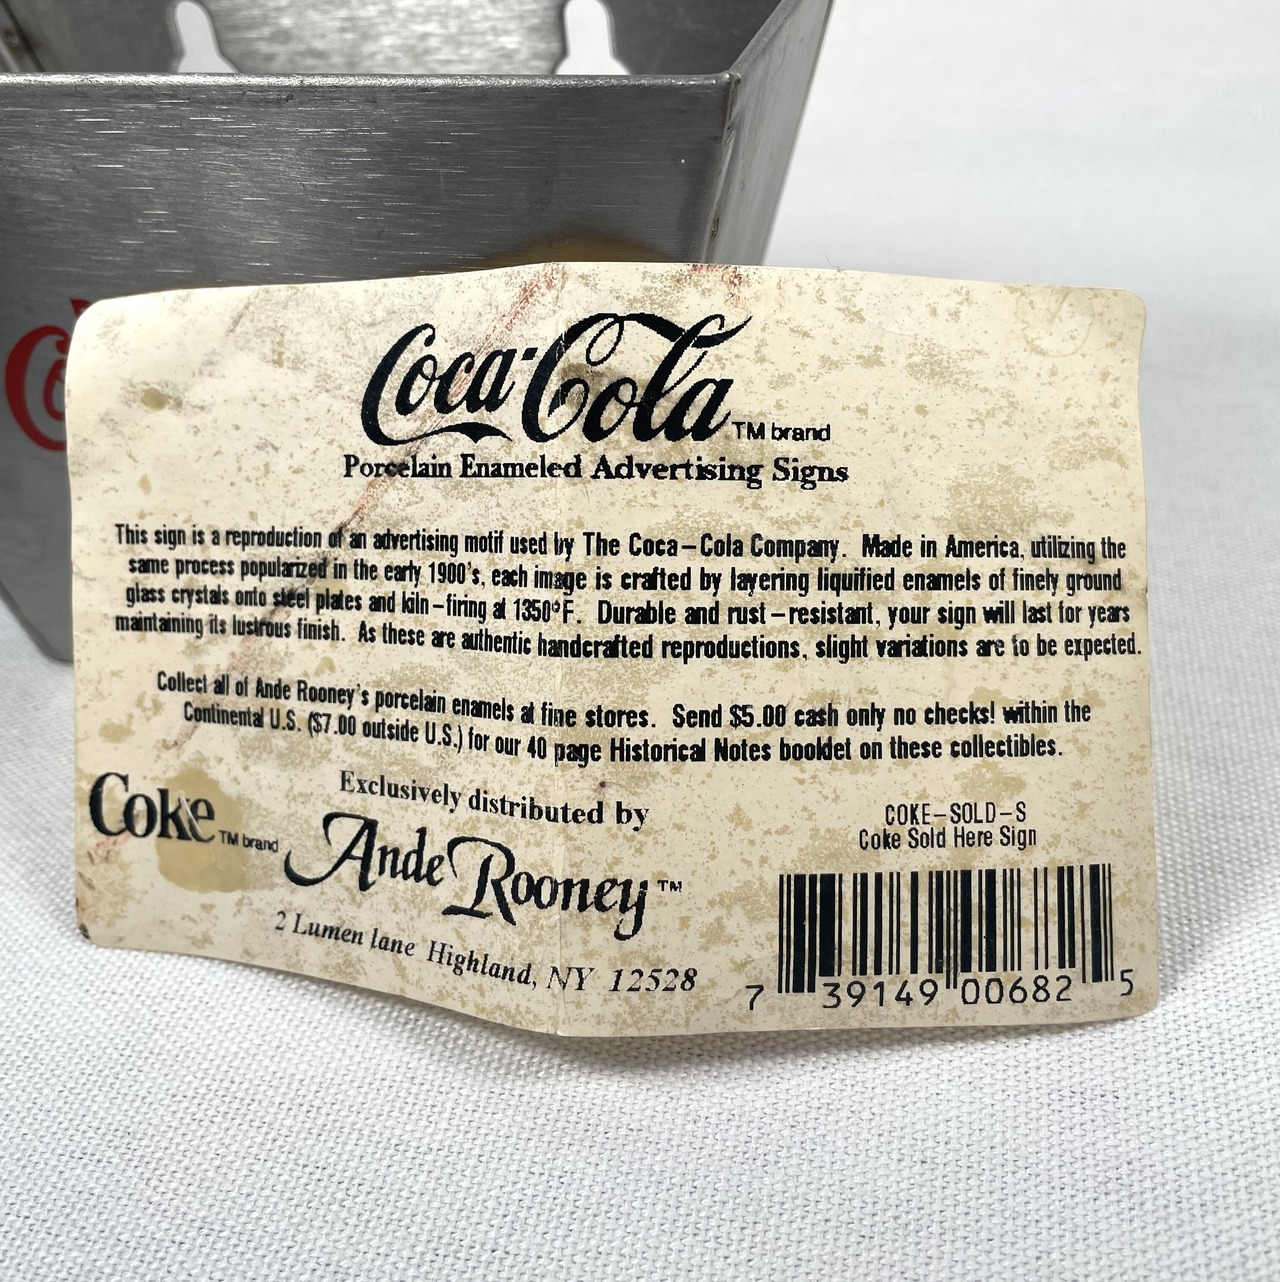 Coca-Cola TM brand
Porcelain Enameled Advertising Signs
This sign is a reproduction of an advertising motif used by The Coca-Cola Company. Made in America, utilizing the
same process popularized in the early 1900's, each image is crafted by layering liquified enamels of finely ground
glass crystals onto steel plates and kiln-firing at 1350°F. Durable and rust-resistant, your sign will last for years
maintaining its lustrous finish. As these are authentic handcrafted reproductions, slight variations are to be expected.
Collect all of Ande Rooney's porcelain enamels at fine stores. Send $5.00 cash only no checks! within the
Continental U.S. ($7.00 outside U.S.) for our 40 page Historical Notes booklet on these collectibles.
Coke TM brand
Exclusively distributed by
Ande Rooney™
2 Lumen lane Highland, NY 12528
COKE-SOLD-S
Coke Sold Here Sign
7 39149 00682 5